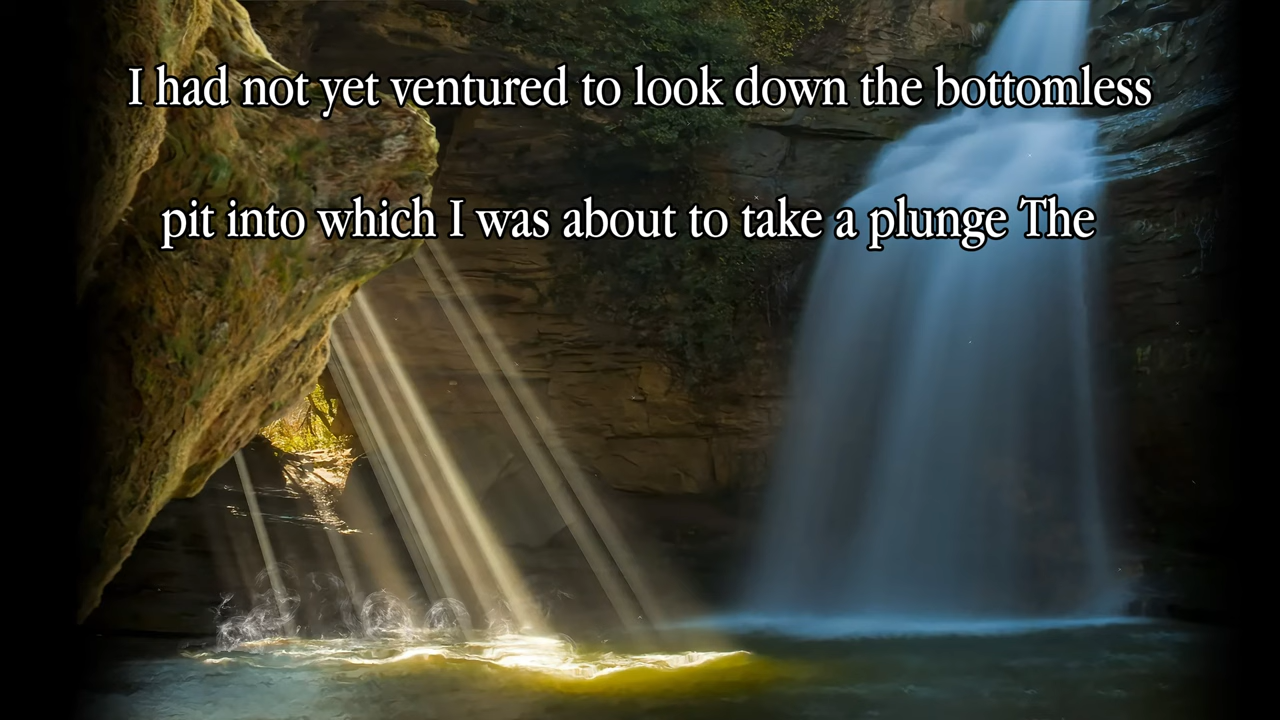 I had not yet ventured to look down the bottomless
pit into which I was about to take a plunge The